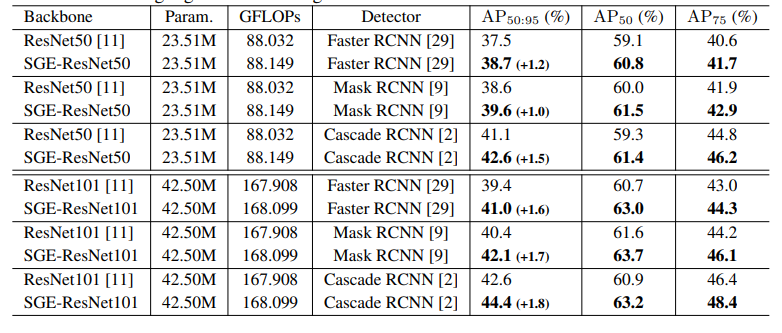 Backbone Param. GFLOPs Detector AP50:95 (%) AP50 (%) AP75 (%)
ResNet50 [11] 23.51M 88.032 Faster RCNN [29] 37.5 59.1 40.6
SGE-ResNet50 23.51M 88.149 Faster RCNN [29] 38.7 (+1.2) 60.8 41.7
ResNet50 [11] 23.51M 88.032 Mask RCNN [9] 38.6 60.0 41.9
SGE-ResNet50 23.51M 88.149 Mask RCNN [9] 39.6 (+1.0) 61.5 42.9
ResNet50 [11] 23.51M 88.032 Cascade RCNN [2] 41.1 59.3 44.8
SGE-ResNet50 23.51M 88.149 Cascade RCNN [2] 42.6 (+1.5) 61.4 46.2
ResNet101 [11] 42.50M 167.908 Faster RCNN [29] 39.4 60.7 43.0
SGE-ResNet101 42.50M 168.099 Faster RCNN [29] 41.0 (+1.6) 63.0 44.3
ResNet101 [11] 42.50M 167.908 Mask RCNN [9] 40.4 61.6 44.2
SGE-ResNet101 42.50M 168.099 Mask RCNN [9] 42.1 (+1.7) 63.7 46.1
ResNet101 [11] 42.50M 167.908 Cascade RCNN [2] 42.6 60.9 46.4
SGE-ResNet101 42.50M 168.099 Cascade RCNN [2] 44.4 (+1.8) 63.2 48.4